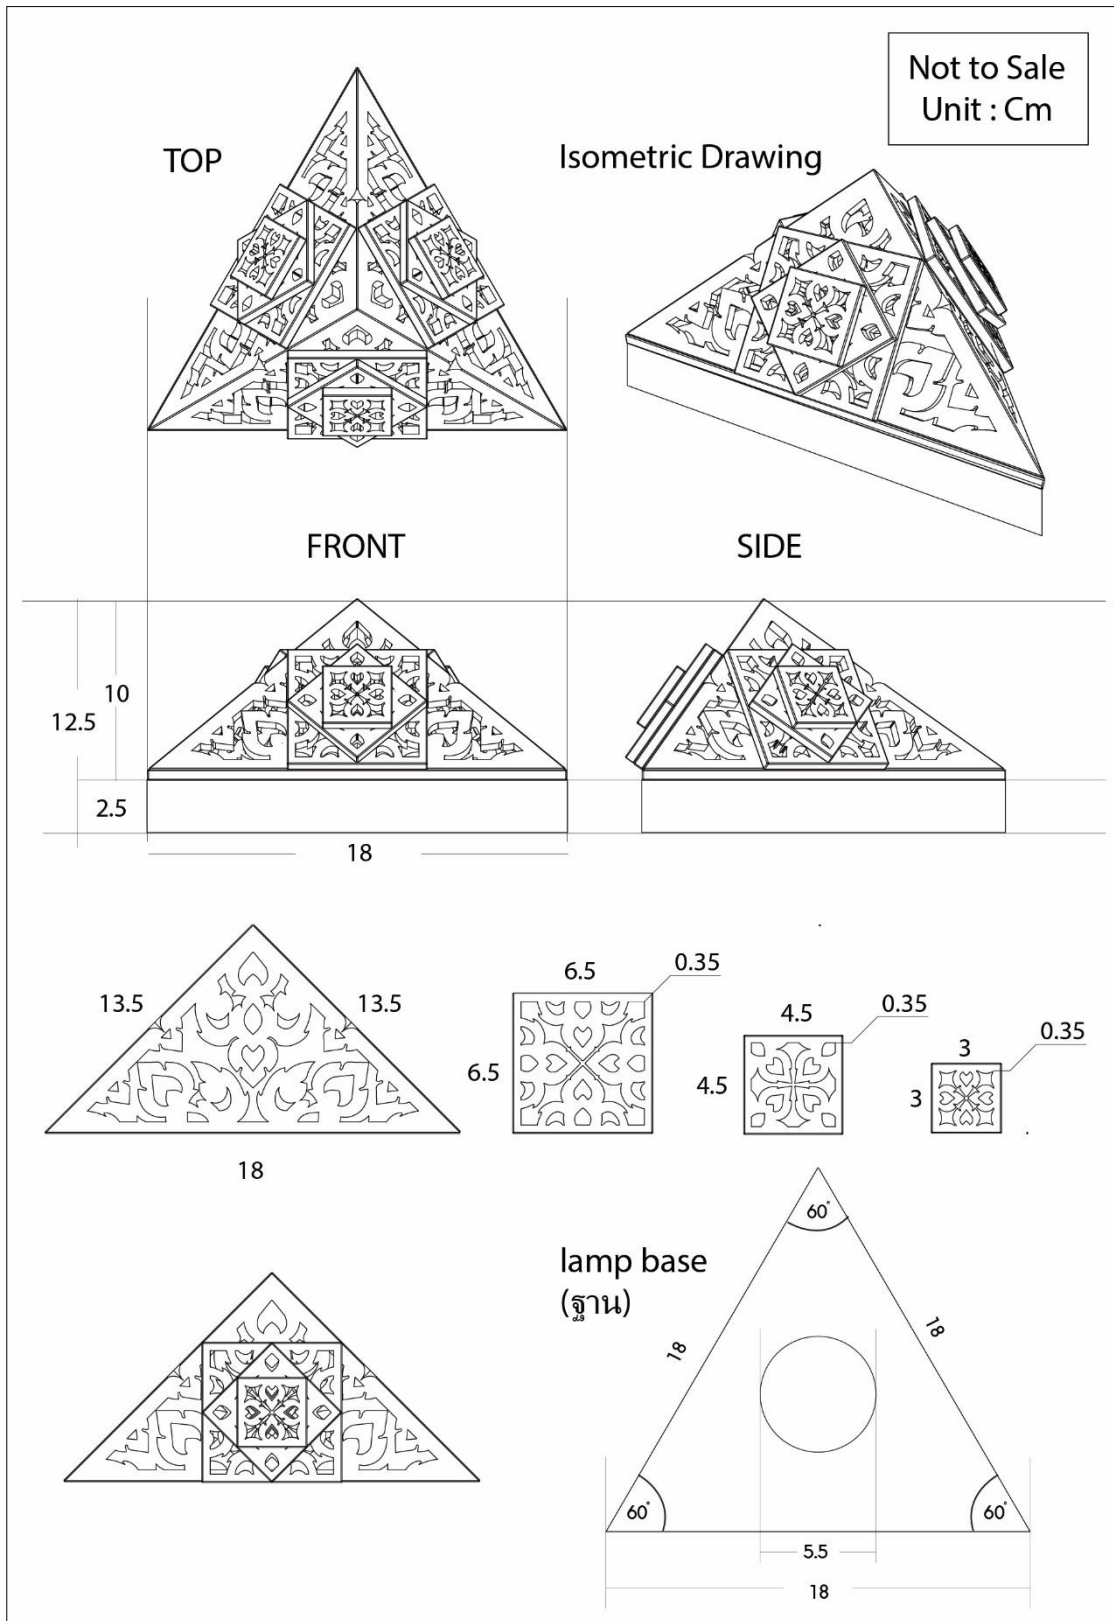 Not to Sale
Unit : Cm
TOP
Isometric Drawing
FRONT
SIDE
10
12.5
2.5
18
13.5
13.5
18
6.5
0.35
6.5
4.5
0.35
4.5
3
0.35
3
lamp base
(ฐาน)
60°
18
18
60°
60°
5.5
18